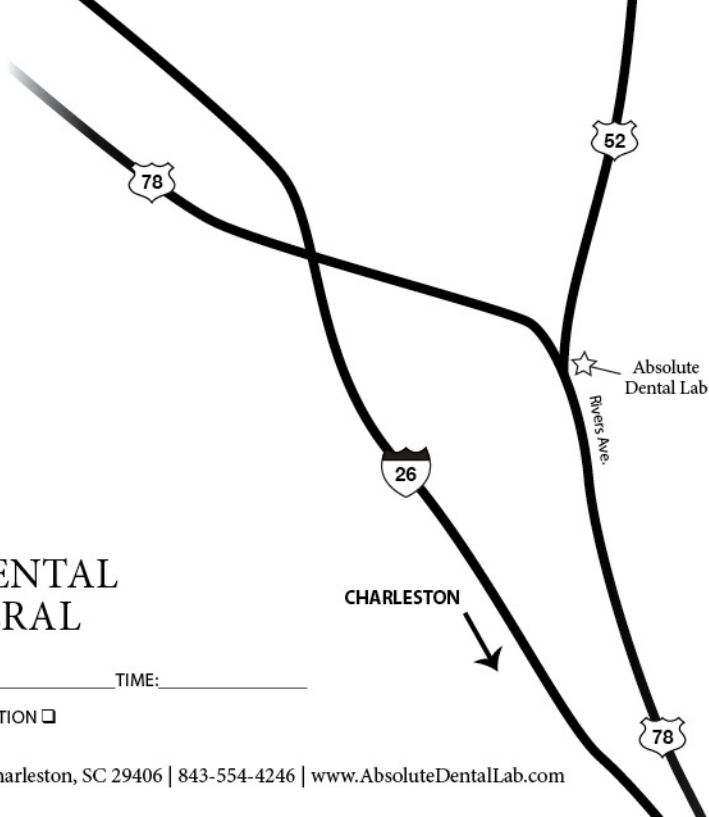 52
78
Absolute
Dental Lab
Rivers Ave.
26
ENTAL
RAL
CHARLESTON
TIME:
TION ❑
harleston, SC 29406 | 843-554-4246 | www.AbsoluteDentalLab.com
78